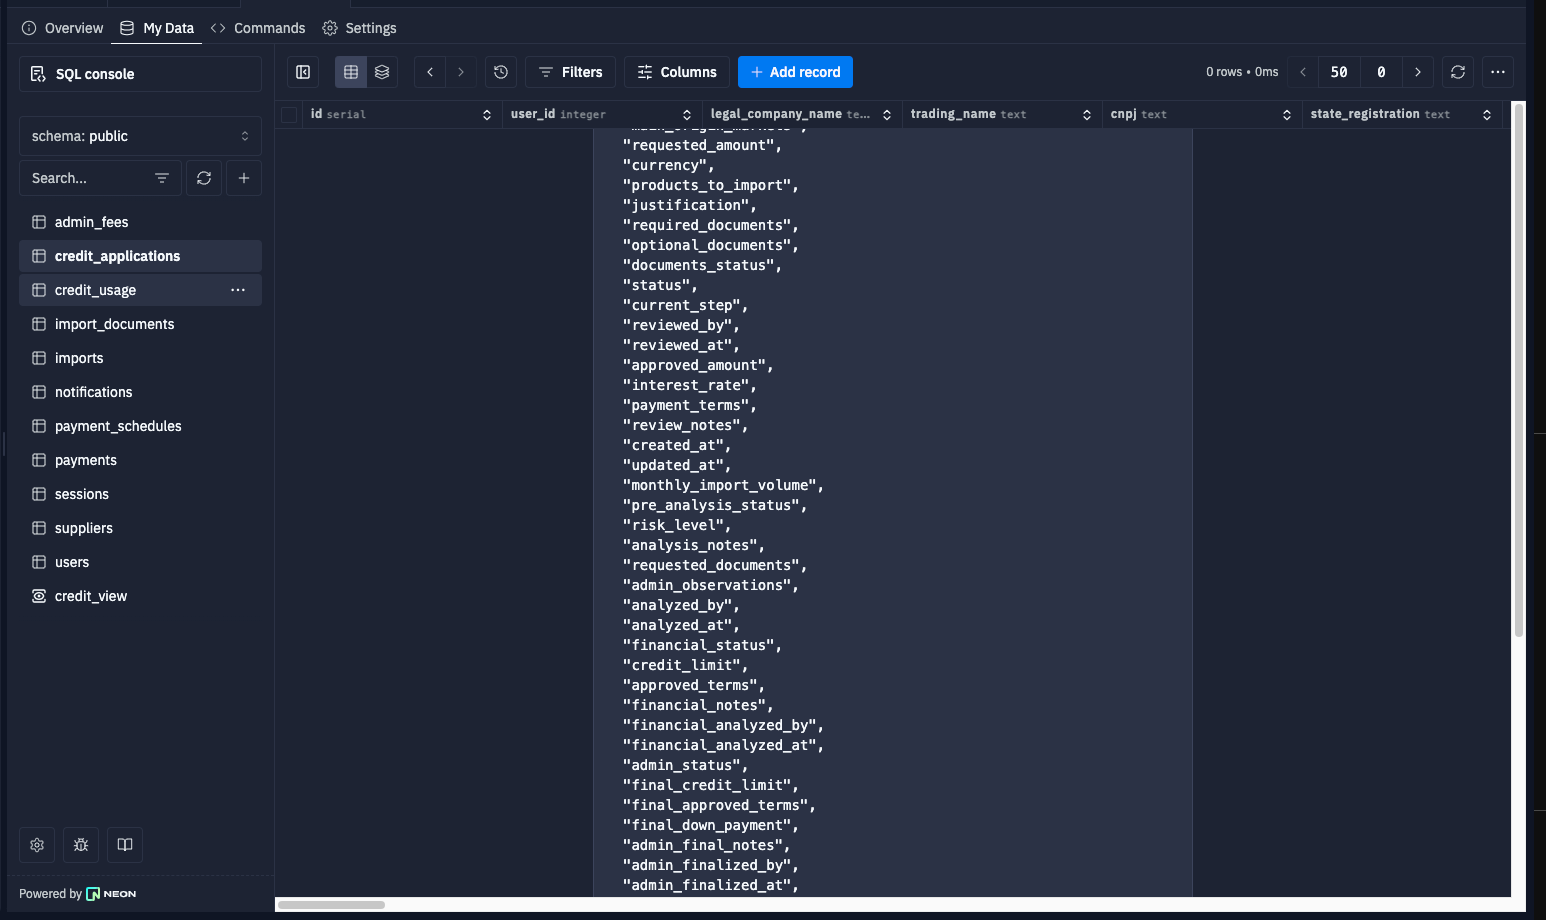 Overview My Data Commands Settings
SQL console
Filters Columns Add record 0 rows • 0ms 50 0
schema: public
Search...
id serial user_id integer legal_company_name te... trading_name text cnpj text state_registration text
admin_fees
credit_applications
credit_usage
import_documents
imports
notifications
payment_schedules
payments
sessions
suppliers
users
credit_view
"main_origin_markets",
"requested_amount",
"currency",
"products_to_import",
"justification",
"required_documents",
"optional_documents",
"documents_status",
"status",
"current_step",
"reviewed_by",
"reviewed_at",
"approved_amount",
"interest_rate",
"payment_terms",
"review_notes",
"created_at",
"updated_at",
"monthly_import_volume",
"pre_analysis_status",
"risk_level",
"analysis_notes",
"requested_documents",
"admin_observations",
"analyzed_by",
"analyzed_at",
"financial_status",
"credit_limit",
"approved_terms",
"financial_notes",
"financial_analyzed_by",
"financial_analyzed_at",
"admin_status",
"final_credit_limit",
"final_approved_terms",
"final_down_payment",
"admin_final_notes",
"admin_finalized_by",
"admin_finalized_at",
Powered by NEON